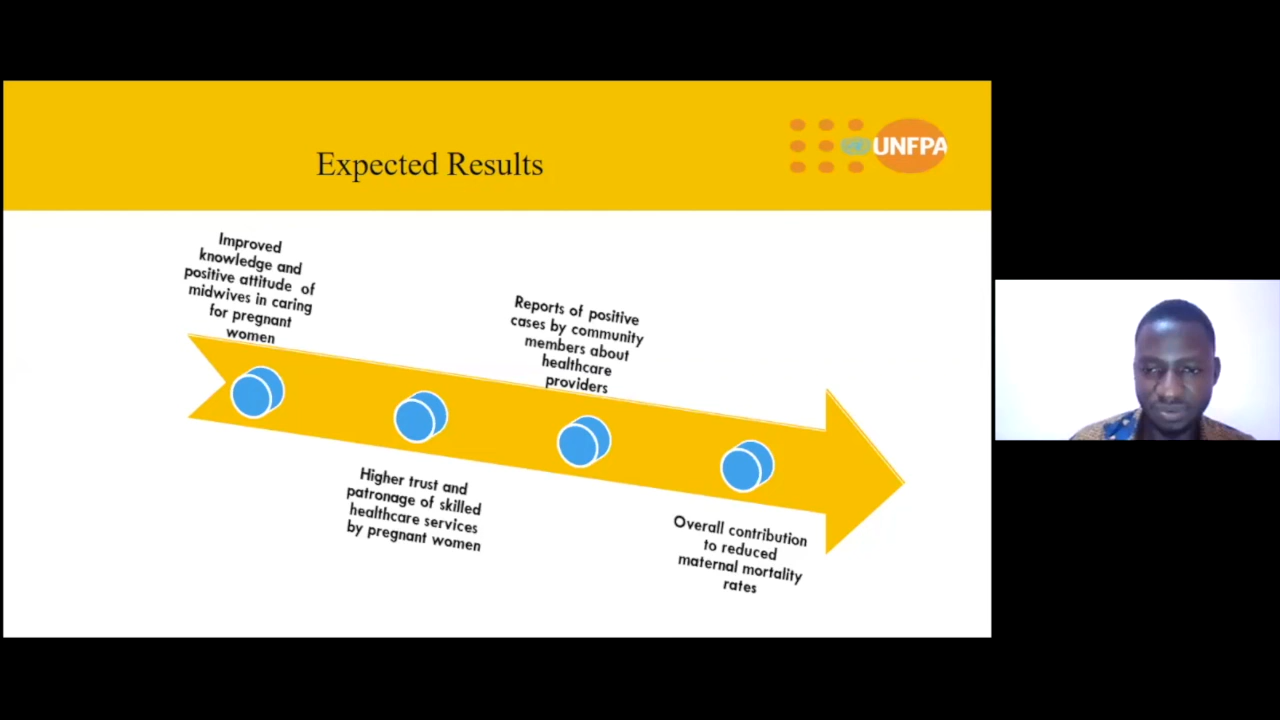 Expected Results
UNFPA
Improved
knowledge and
positive attitude of
midwives in caring
for pregnant
women
Higher trust and
patronage of skilled
healthcare services
by pregnant women
Reports of positive
cases by community
members about
healthcare
providers
Overall contribution
to reduced
maternal mortality
rates